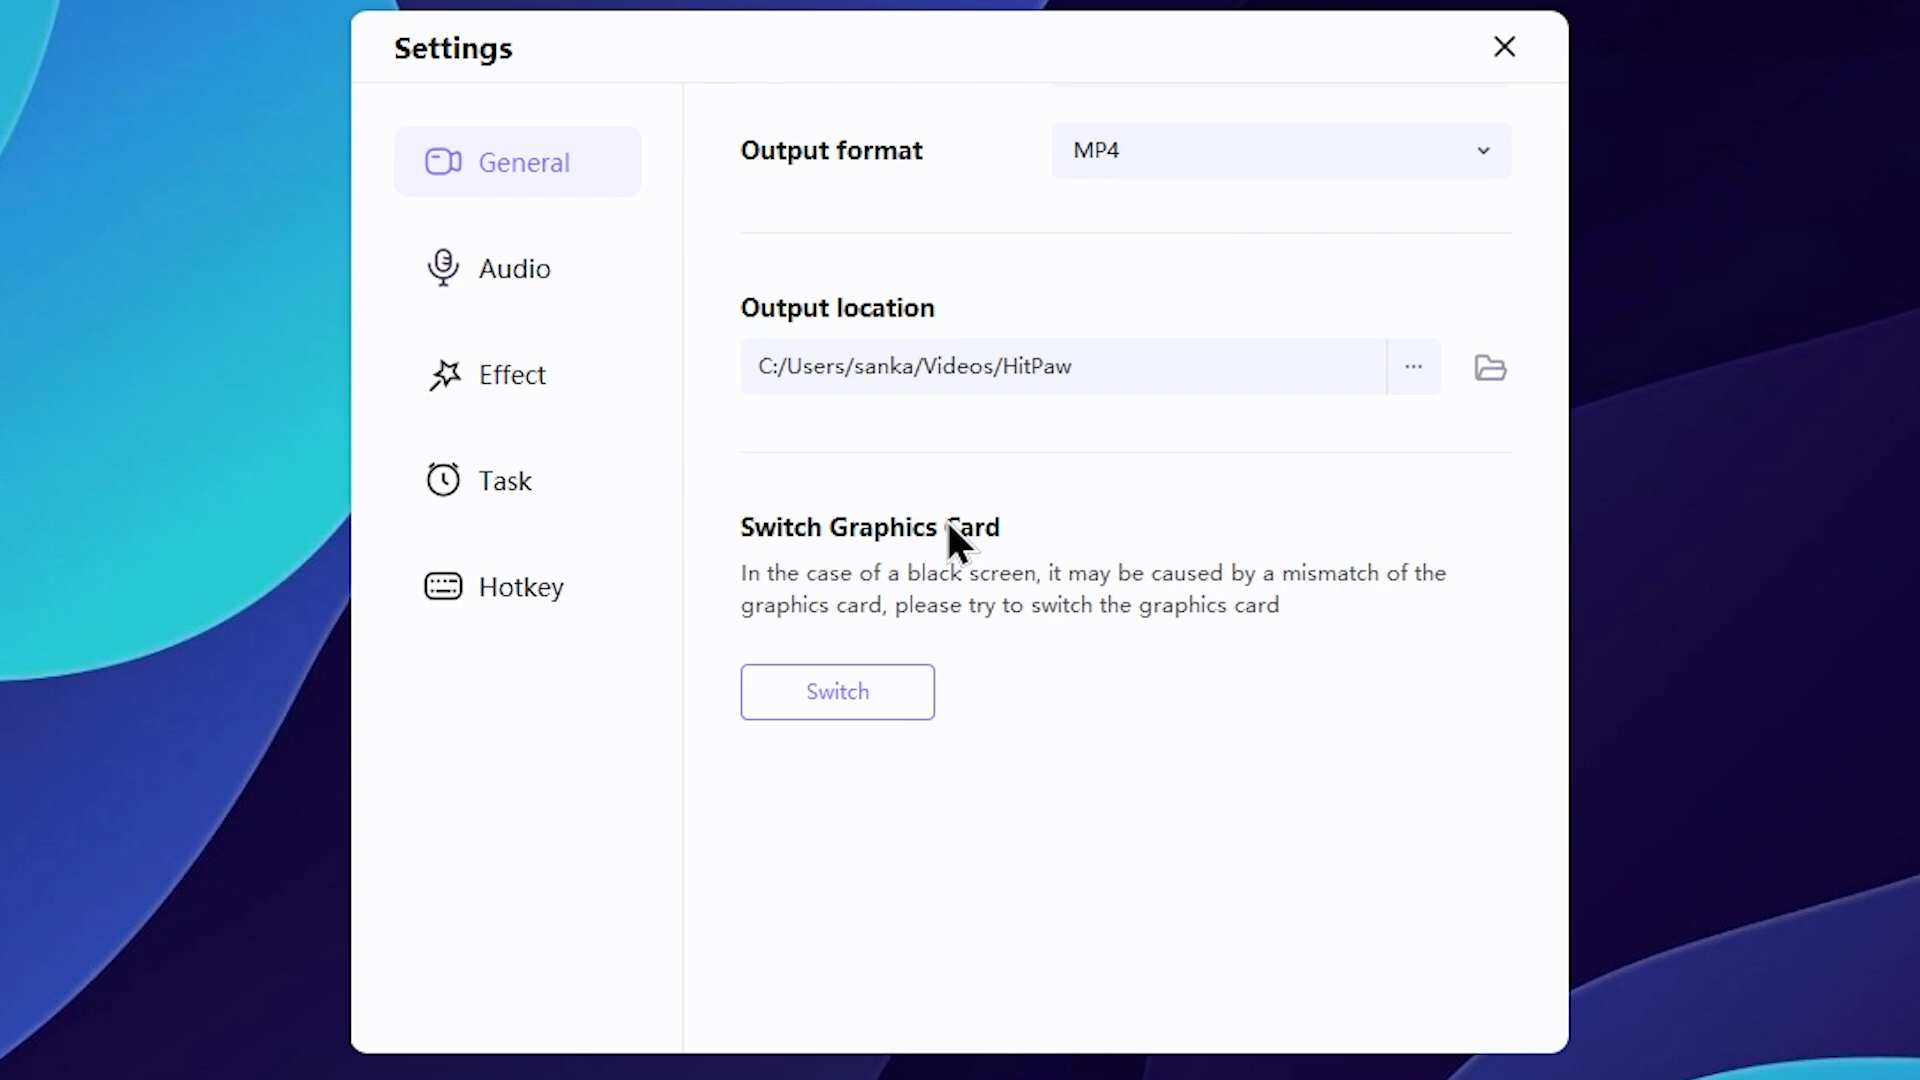 Settings
General
Audio
Effect
Task
Hotkey
Output format
MP4
Output location
C:/Users/sanka/Videos/HitPaw
...
Switch Graphics Card
In the case of a black screen, it may be caused by a mismatch of the
graphics card, please try to switch the graphics card
Switch